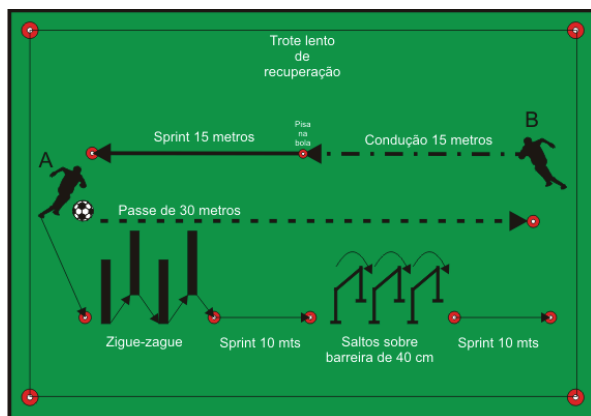 Trote lento
de
recuperação
B
A
Pisa
na
bola
Sprint 15 metros
Condução 15 metros
Passe de 30 metros
Zigue-zague
Sprint 10 mts
Saltos sobre
barreira de 40 cm
Sprint 10 mts